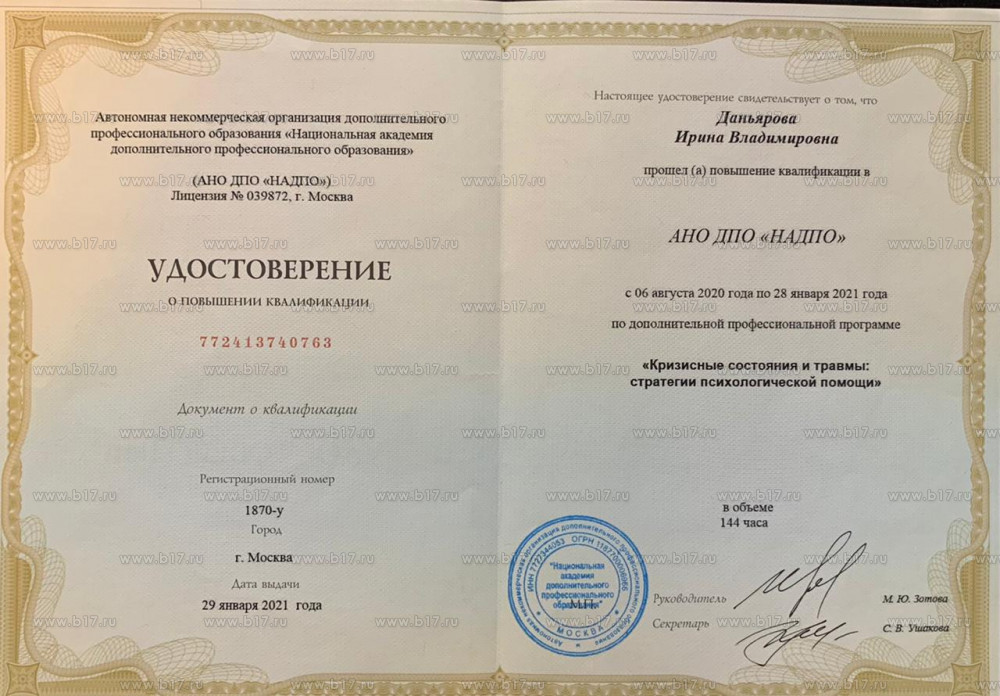 Автономная некоммерческая организация дополнительного
профессионального образования «Национальная академия
дополнительного профессионального образования»
(АНО ДПО «НАДПО»)
Лицензия № 039872, г. Москва
УДОСТОВЕРЕНИЕ
О ПОВЫШЕНИИ КВАЛИФИКАЦИИ
772413740763
Документ о квалификации
Регистрационный номер
1870-у
Город
г. Москва
Дата выдачи
29 января 2021 года
Настоящее удостоверение свидетельствует о том, что
Даньярова
Ирина Владимировна
прошел (а) повышение квалификации в
АНО ДПО «НАДПО»
с 06 августа 2020 года по 28 января 2021 года
по дополнительной профессиональной программе
«Кризисные состояния и травмы:
стратегии психологической помощи»
в объеме
144 часа
Автономная некоммерческая организация дополнительного профессионального образования
ИНН 7722344053 ОГРН
"Национальная
академия
дополнительного
профессионального
образования"
М.П.
МОСКВА
Руководитель
М. Ю. Затова
Секретарь
С. В. Ушакова
www.b17.ru